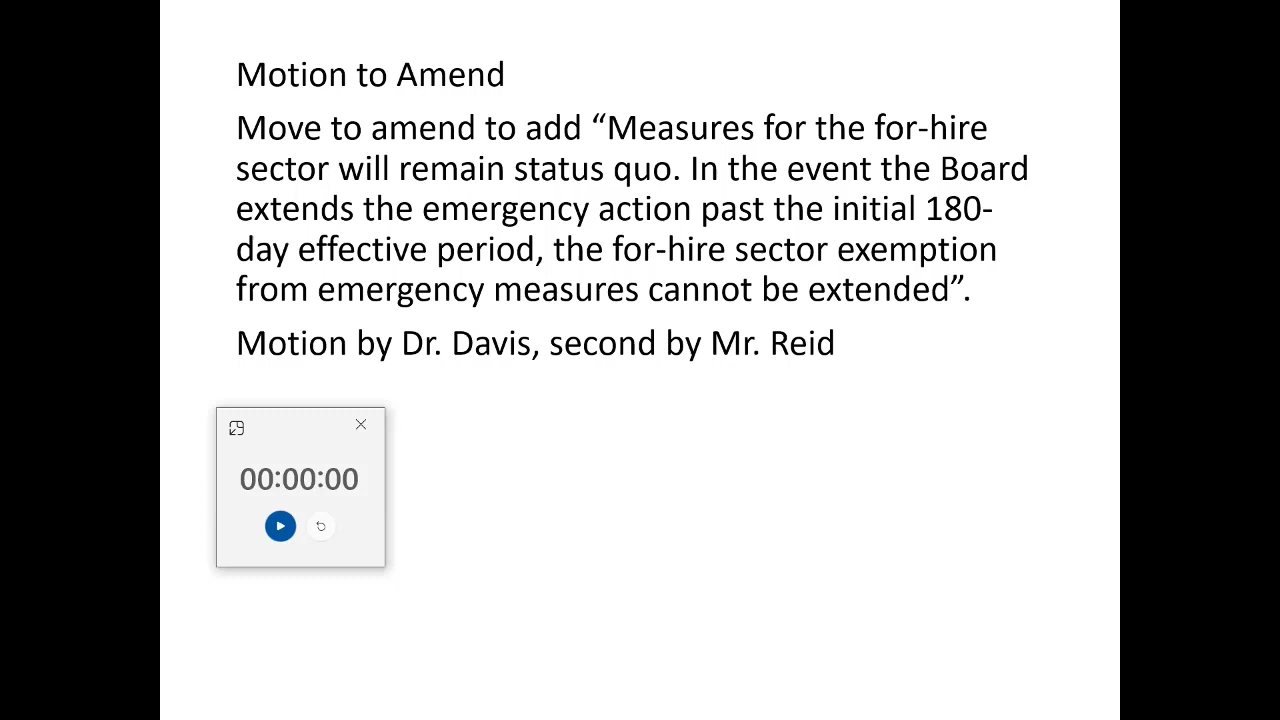 Motion to Amend
Move to amend to add “Measures for the for-hire
sector will remain status quo. In the event the Board
extends the emergency action past the initial 180-
day effective period, the for-hire sector exemption
from emergency measures cannot be extended”.
Motion by Dr. Davis, second by Mr. Reid
00:00:00